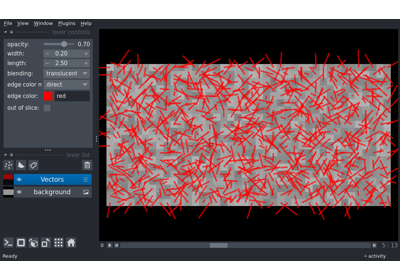 File View Window Plugins Help
layer controls
opacity: 0.70
width: 0.20
length: 2.50
blending: translucent
edge color m direct
edge color: red
out of slice:
layer list
Vectors
background
0
5 13
Ready
activity